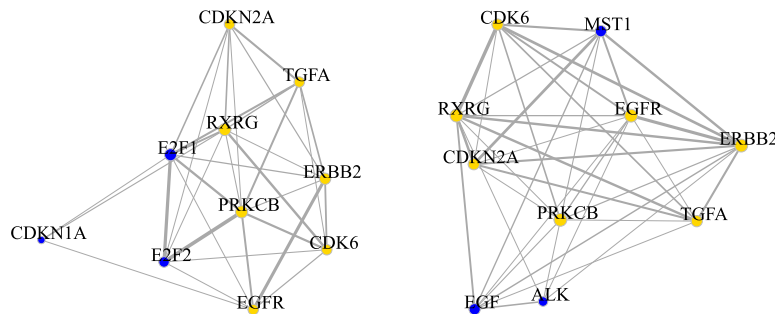 CDKN2A
TGFA
RXRG
E2F1
ERBB2
PRKCB
CDKN1A
E2F2
CDK6
EGFR
CDK6
MST1
RXRG
EGFR
ERBB2
CDKN2A
PRKCB
TGFA
EGF
ALK